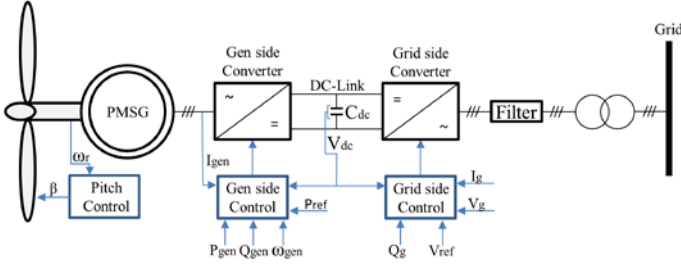 Gen side
Converter
Grid side
Converter
Grid
DC-Link
PMSG
~
=
Cdc
=
~
Filter
Vdc
ωr
Igen
β
Pitch
Control
Gen side
Control
Pref
Grid side
Control
Ig
Vg
Pgen Qgen ωgen
Qg Vref